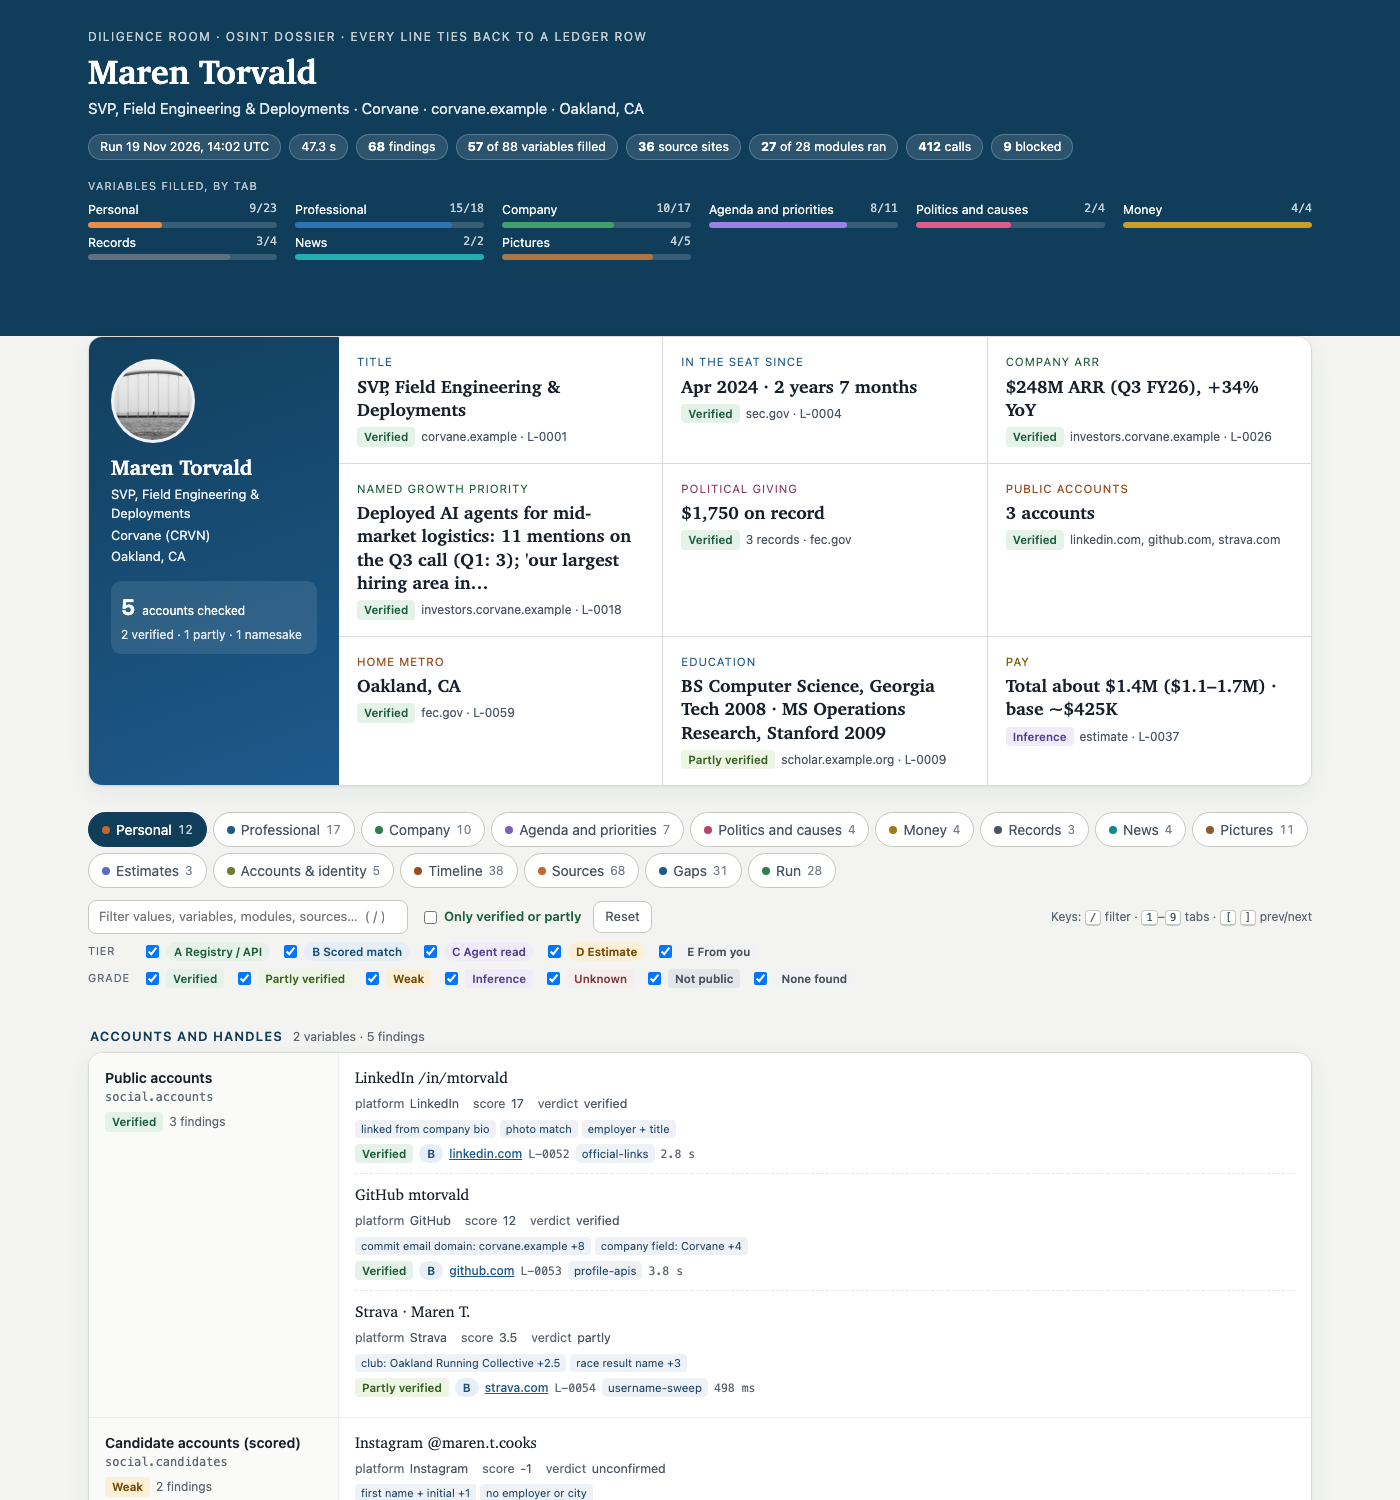 DILIGENCE ROOM · OSINT DOSSIER · EVERY LINE TIES BACK TO A LEDGER ROW
Maren Torvald
SVP, Field Engineering & Deployments · Corvane · corvane.example · Oakland, CA
Run 19 Nov 2026, 14:02 UTC
47.3 s
68 findings
57 of 88 variables filled
36 source sites
27 of 28 modules ran
412 calls
9 blocked
VARIABLES FILLED, BY TAB
Personal 9/23
Professional 15/18
Company 10/17
Agenda and priorities 8/11
Politics and causes 2/4
Money 4/4
Records 3/4
News 2/2
Pictures 4/5
Maren Torvald
SVP, Field Engineering &
Deployments
Corvane (CRVN)
Oakland, CA
5 accounts checked
2 verified · 1 partly · 1 namesake
TITLE
SVP, Field Engineering &
Deployments
Verified corvane.example · L-0001
IN THE SEAT SINCE
Apr 2024 · 2 years 7 months
Verified sec.gov · L-0004
COMPANY ARR
$248M ARR (Q3 FY26), +34%
YoY
Verified investors.corvane.example · L-0026
NAMED GROWTH PRIORITY
Deployed AI agents for mid-
market logistics: 11 mentions on
the Q3 call (Q1: 3); 'our largest
hiring area in…
Verified investors.corvane.example · L-0018
POLITICAL GIVING
$1,750 on record
Verified 3 records · fec.gov
PUBLIC ACCOUNTS
3 accounts
Verified linkedin.com, github.com, strava.com
HOME METRO
Oakland, CA
Verified fec.gov · L-0059
EDUCATION
BS Computer Science, Georgia
Tech 2008 · MS Operations
Research, Stanford 2009
Partly verified scholar.example.org · L-0009
PAY
Total about $1.4M ($1.1–1.7M) ·
base ~$425K
Inference estimate · L-0037
Personal 12
Professional 17
Company 10
Agenda and priorities 7
Politics and causes 4
Money 4
Records 3
News 4
Pictures 11
Estimates 3
Accounts & identity 5
Timeline 38
Sources 68
Gaps 31
Run 28
Filter values, variables, modules, sources… ( / )
Only verified or partly
Reset
Keys: / filter · 1–9 tabs · [ ] prev/next
TIER A Registry / API B Scored match C Agent read D Estimate E From you
GRADE Verified Partly verified Weak Inference Unknown Not public None found
ACCOUNTS AND HANDLES 2 variables · 5 findings
Public accounts
social.accounts
Verified 3 findings
LinkedIn /in/mtorvald
platform LinkedIn score 17 verdict verified
linked from company bio photo match employer + title
Verified B linkedin.com L-0052 official-links 2.8 s
GitHub mtorvald
platform GitHub score 12 verdict verified
commit email domain: corvane.example +8 company field: Corvane +4
Verified B github.com L-0053 profile-apis 3.8 s
Strava · Maren T.
platform Strava score 3.5 verdict partly
club: Oakland Running Collective +2.5 race result name +3
Partly verified B strava.com L-0054 username-sweep 498 ms
Candidate accounts (scored)
social.candidates
Weak 2 findings
Instagram @maren.t.cooks
platform Instagram score -1 verdict unconfirmed
first name + initial +1 no employer or city